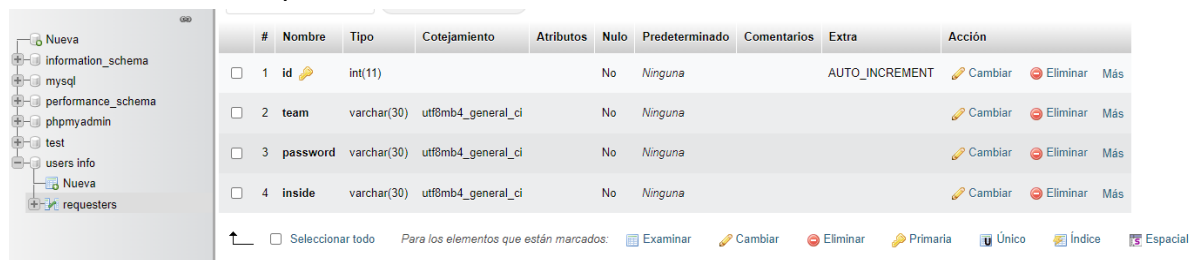 Nueva
information_schema
mysql
performance_schema
phpmyadmin
test
users info
Nueva
requesters
# Nombre Tipo Cotejamiento Atributos Nulo Predeterminado Comentarios Extra Acción
1 id int(11) No Ninguna AUTO_INCREMENT Cambiar Eliminar Más
2 team varchar(30) utf8mb4_general_ci No Ninguna Cambiar Eliminar Más
3 password varchar(30) utf8mb4_general_ci No Ninguna Cambiar Eliminar Más
4 inside varchar(30) utf8mb4_general_ci No Ninguna Cambiar Eliminar Más
Seleccionar todo Para los elementos que están marcados: Examinar Cambiar Eliminar Primaria Único Índice Espacial